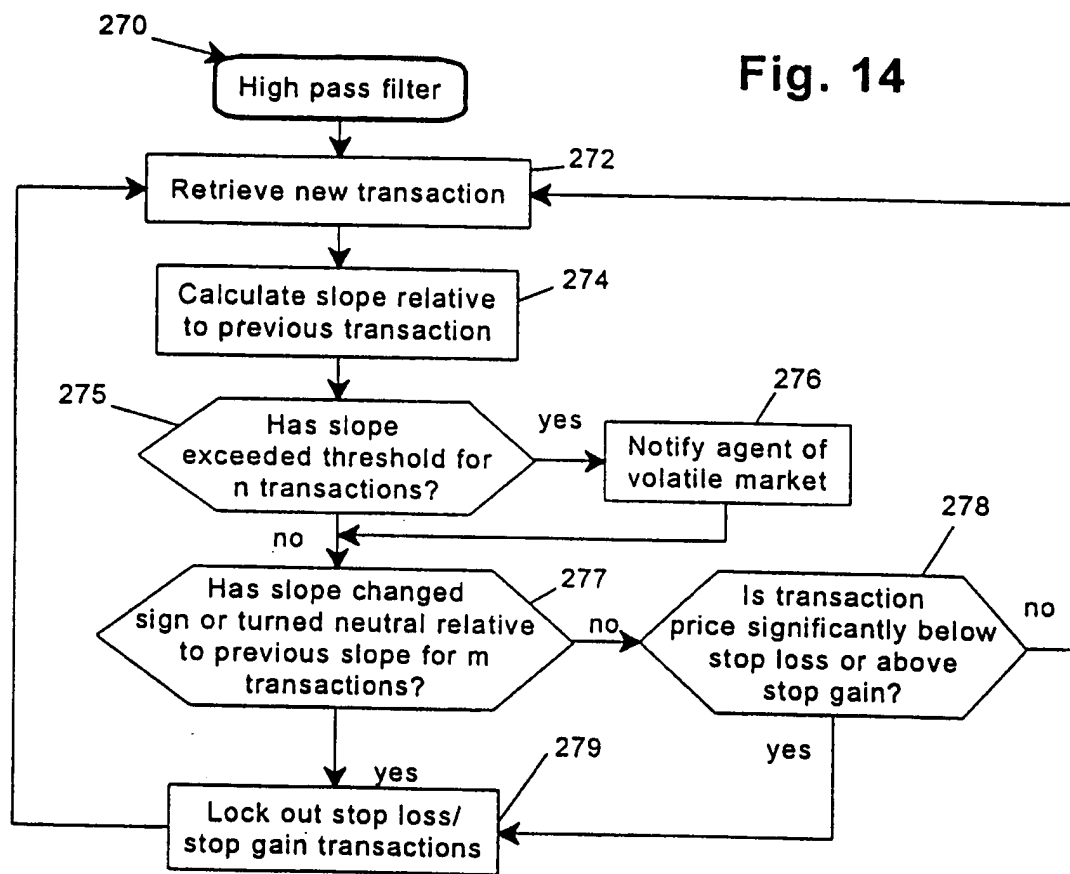 270
Fig. 14
High pass filter
272
Retrieve new transaction
274
Calculate slope relative
to previous transaction
275
Has slope
exceeded threshold for
n transactions?
yes
276
Notify agent of
volatile market
no
277
Has slope changed
sign or turned neutral relative
to previous slope for m
transactions?
no
278
Is transaction
price significantly below
stop loss or above
stop gain?
no
yes
yes
279
Lock out stop loss/
stop gain transactions